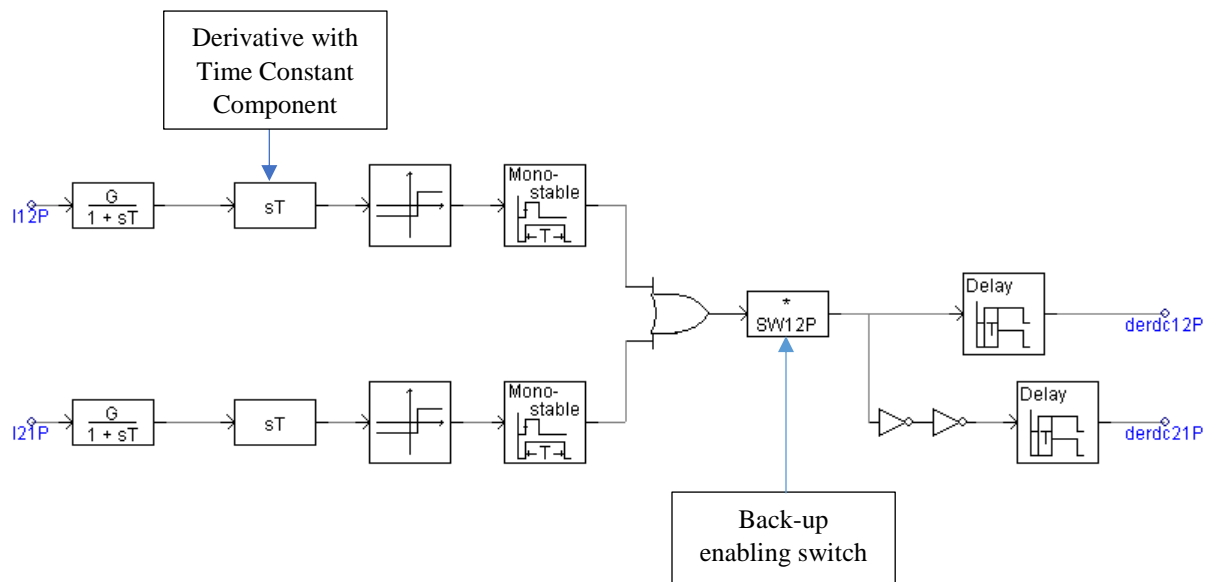 Derivative with
Time Constant
Component
I12P
G
1 + sT
sT
Mono-
stable
T
*
SW12P
Delay
T
derdc12P
I21P
G
1 + sT
sT
Mono-
stable
T
Delay
T
derdc21P
Back-up
enabling switch